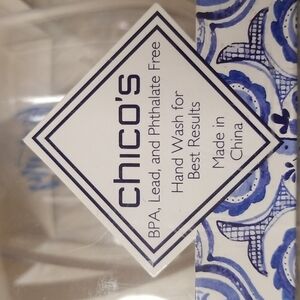 chico's
BPA, Lead, and Phthalate Free
Hand Wash for
Best Results
Made in
China